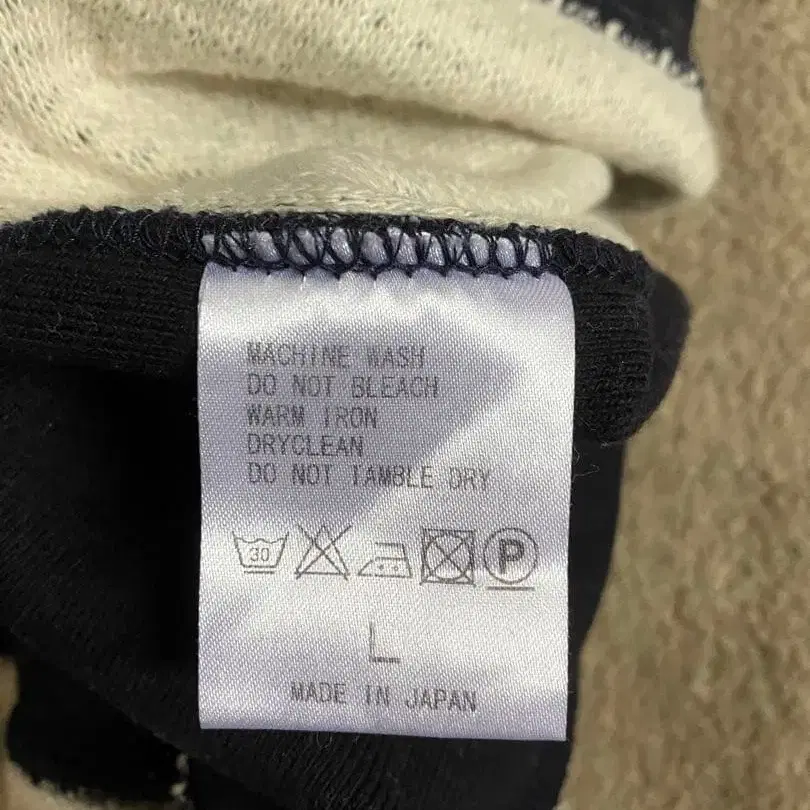 MACHINE WASH
DO NOT BLEACH
WARM IRON
DRYCLEAN
DO NOT TAMBLE DRY
30 P
L
MADE IN JAPAN